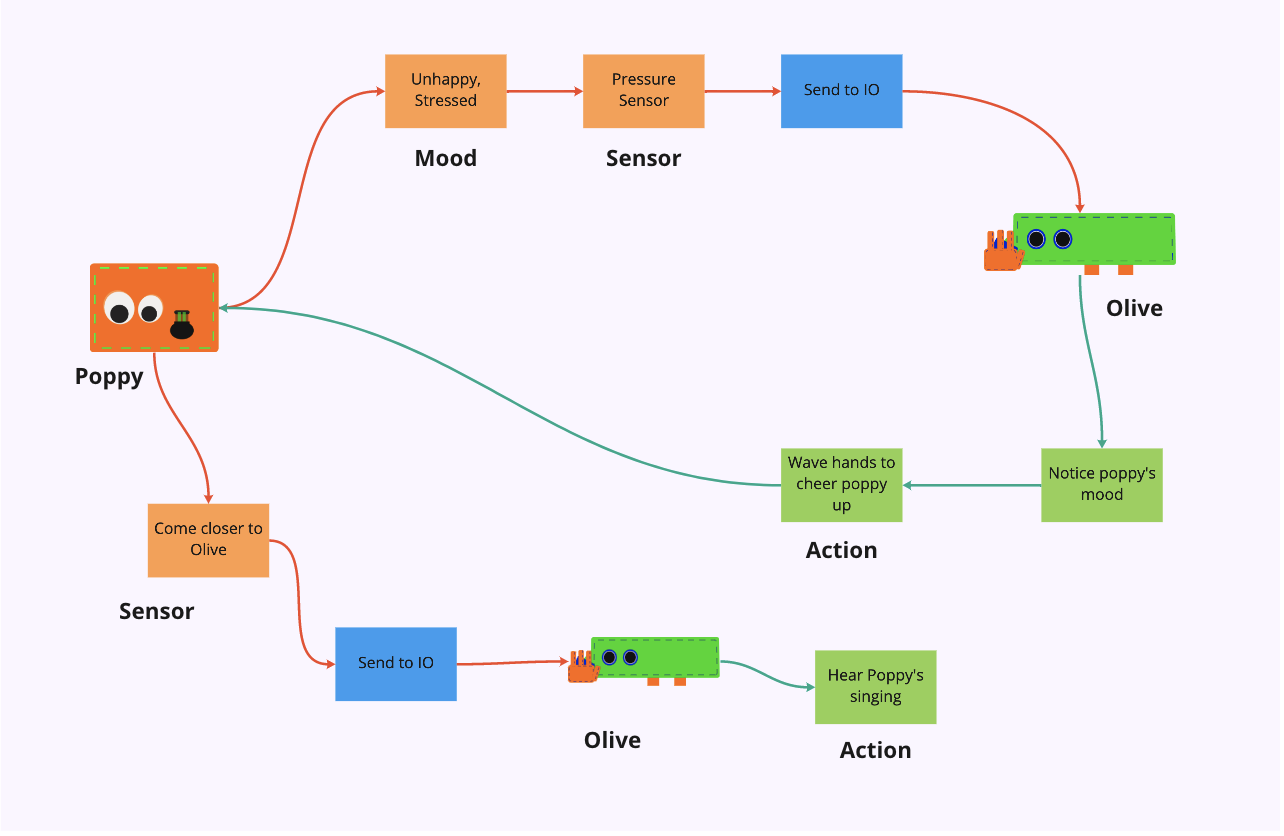 Unhappy,
Stressed
Pressure
Sensor
Send to IO
Mood
Sensor
Olive
Poppy
Wave hands to
cheer poppy
up
Notice poppy's
mood
Action
Come closer to
Olive
Sensor
Send to IO
Hear Poppy's
singing
Olive
Action